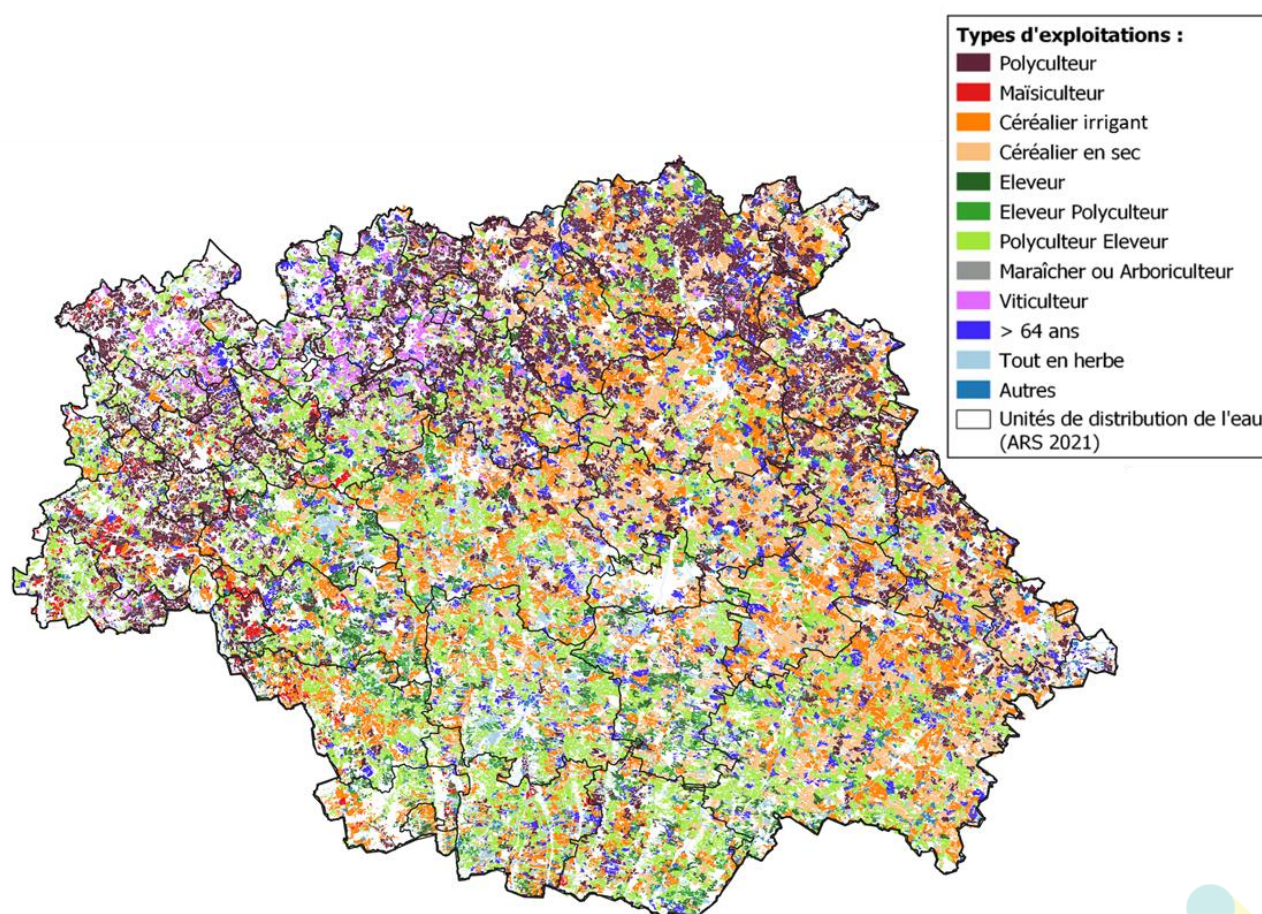 Types d'exploitations :
Polyculteur
Maïsiculteur
Céréalier irrigant
Céréalier en sec
Eleveur
Eleveur Polyculteur
Polyculteur Eleveur
Maraîcher ou Arboriculteur
Viticulteur
> 64 ans
Tout en herbe
Autres
Unités de distribution de l'eau
(ARS 2021)